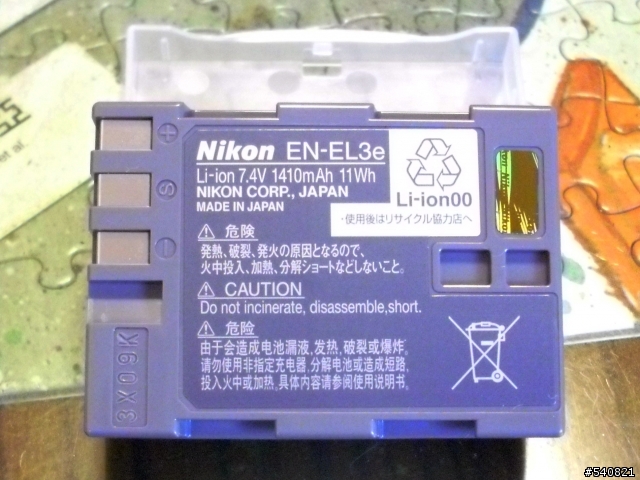 Nikon EN-EL3e
Li-ion 7.4V 1410mAh 11Wh
NIKON CORP., JAPAN
MADE IN JAPAN
Li-ion00
・使用後はリサイクル協力店へ
危険
発熱、破裂、発火の原因となるので、
火中投入、加熱、分解ショートなどしないこと。
CAUTION
Do not incinerate, disassemble,short.
危险
由于会造成电池漏液,发热,破裂或爆炸,
请勿使用非指定充电器,分解电池或造成短路,
投入火中或加热,具体内容请参阅使用说明书。
+
S
−
3X09K
et al.
#540821